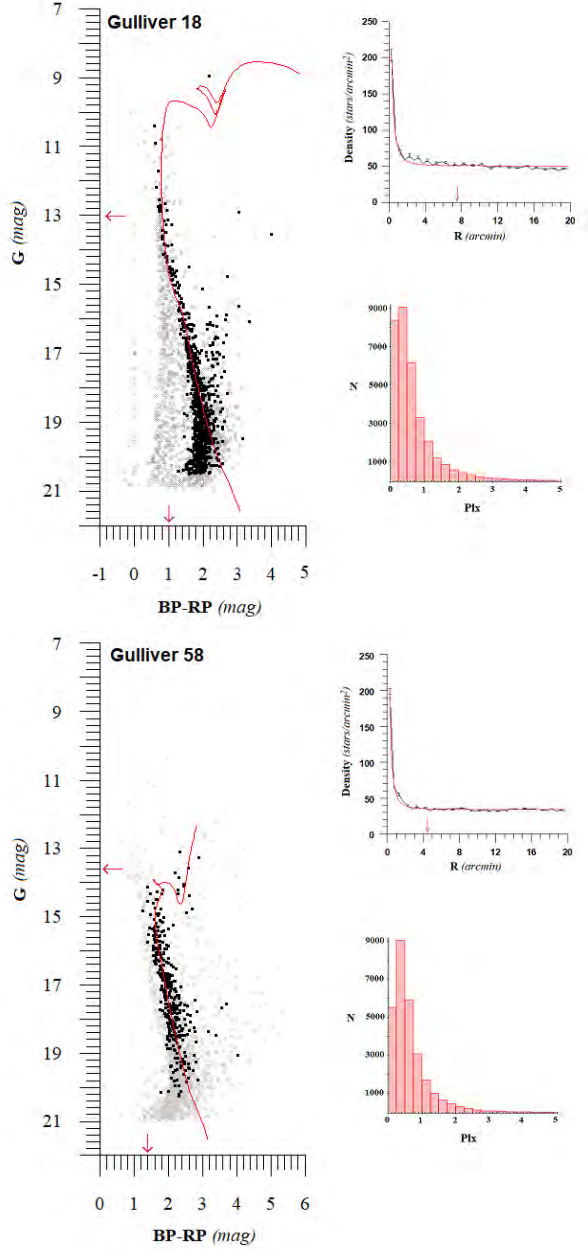 Gulliver 18
7
9
11
13
15
17
19
21
G (mag)
-1 0 1 2 3 4 5
BP-RP (mag)
250
200
150
100
50
0
Density (stars/arcmin²)
0 4 8 12 16 20
R (arcmin)
9000
7000
5000
3000
1000
N
0 1 2 3 4 5
Plx
Gulliver 58
7
9
11
13
15
17
19
21
G (mag)
0 1 2 3 4 5 6
BP-RP (mag)
250
200
150
100
50
0
Density (stars/arcmin²)
0 4 8 12 16 20
R (arcmin)
9000
7000
5000
3000
1000
N
0 1 2 3 4 5
Plx